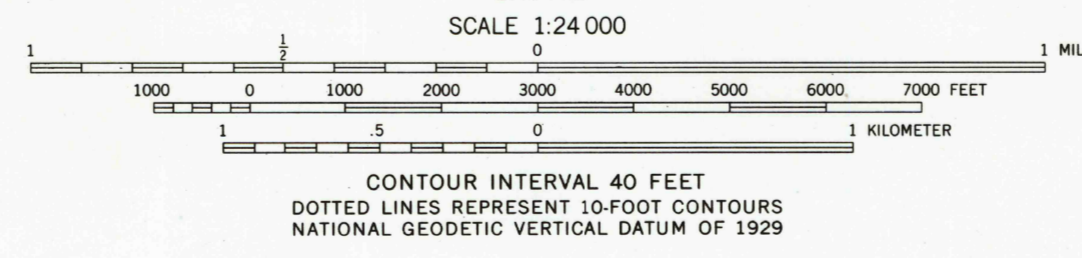 SCALE 1:24 000
1 ½ 0 1 MIL
1000 0 1000 2000 3000 4000 5000 6000 7000 FEET
1 .5 0 1 KILOMETER
CONTOUR INTERVAL 40 FEET
DOTTED LINES REPRESENT 10-FOOT CONTOURS
NATIONAL GEODETIC VERTICAL DATUM OF 1929